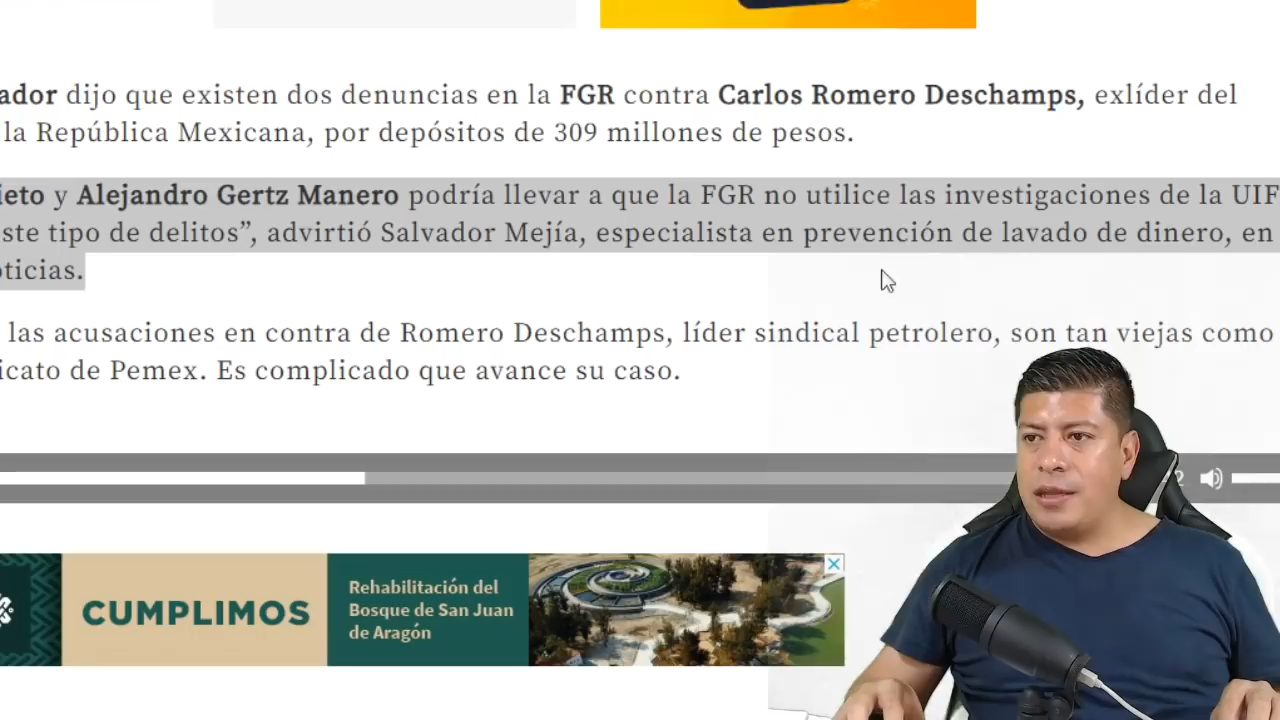 ador dijo que existen dos denuncias en la FGR contra Carlos Romero Deschamps, exlíder del
la República Mexicana, por depósitos de 309 millones de pesos.
ieto y Alejandro Gertz Manero podría llevar a que la FGR no utilice las investigaciones de la UIF
ste tipo de delitos”, advirtió Salvador Mejía, especialista en prevención de lavado de dinero, en
oticias.
las acusaciones en contra de Romero Deschamps, líder sindical petrolero, son tan viejas como
icato de Pemex. Es complicado que avance su caso.
2
CUMPLIMOS
Rehabilitación del
Bosque de San Juan
de Aragón